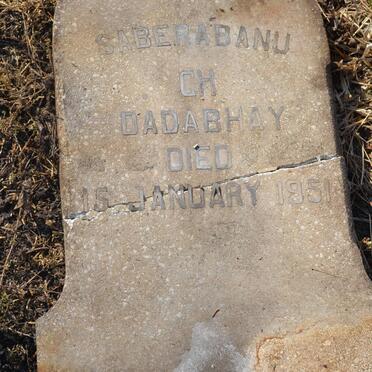 SABERABANU
CH
DADABHAY
DIED
15 JANUARY 1951